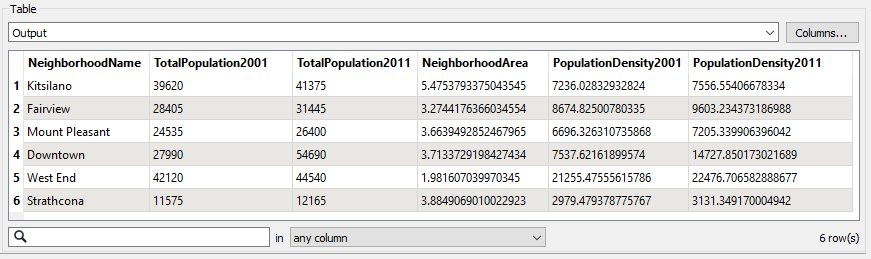 Table
Output Columns...
NeighborhoodName TotalPopulation2001 TotalPopulation2011 NeighborhoodArea PopulationDensity2001 PopulationDensity2011
1 Kitsilano 39620 41375 5.4753793375043545 7236.02832932824 7556.55406678334
2 Fairview 28405 31445 3.2744176366034554 8674.82500780335 9603.234373186988
3 Mount Pleasant 24535 26400 3.6639492852467965 6696.326310735868 7205.339906396042
4 Downtown 27990 54690 3.7133729198427434 7537.62161899574 14727.850173021689
5 West End 42120 44540 1.981607039970345 21255.47555615786 22476.706582888677
6 Strathcona 11575 12165 3.8849069010022923 2979.479378775767 3131.349170004942
in any column 6 row(s)